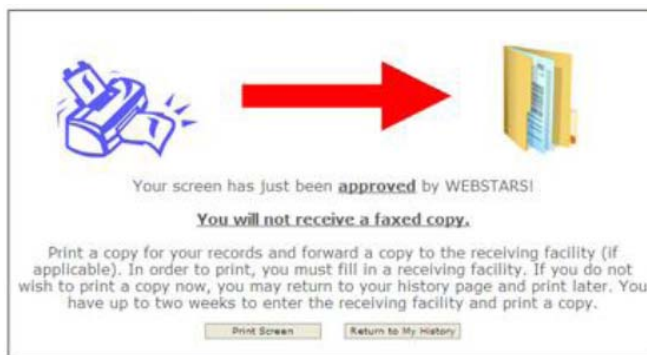 Your screen has just been approved by WEBSTARS!
You will not receive a faxed copy.
Print a copy for your records and forward a copy to the receiving facility (if
applicable). In order to print, you must fill in a receiving facility. If you do not
wish to print a copy now, you may return to your history page and print later. You
have up to two weeks to enter the receiving facility and print a copy.
Print Screen Return to My History